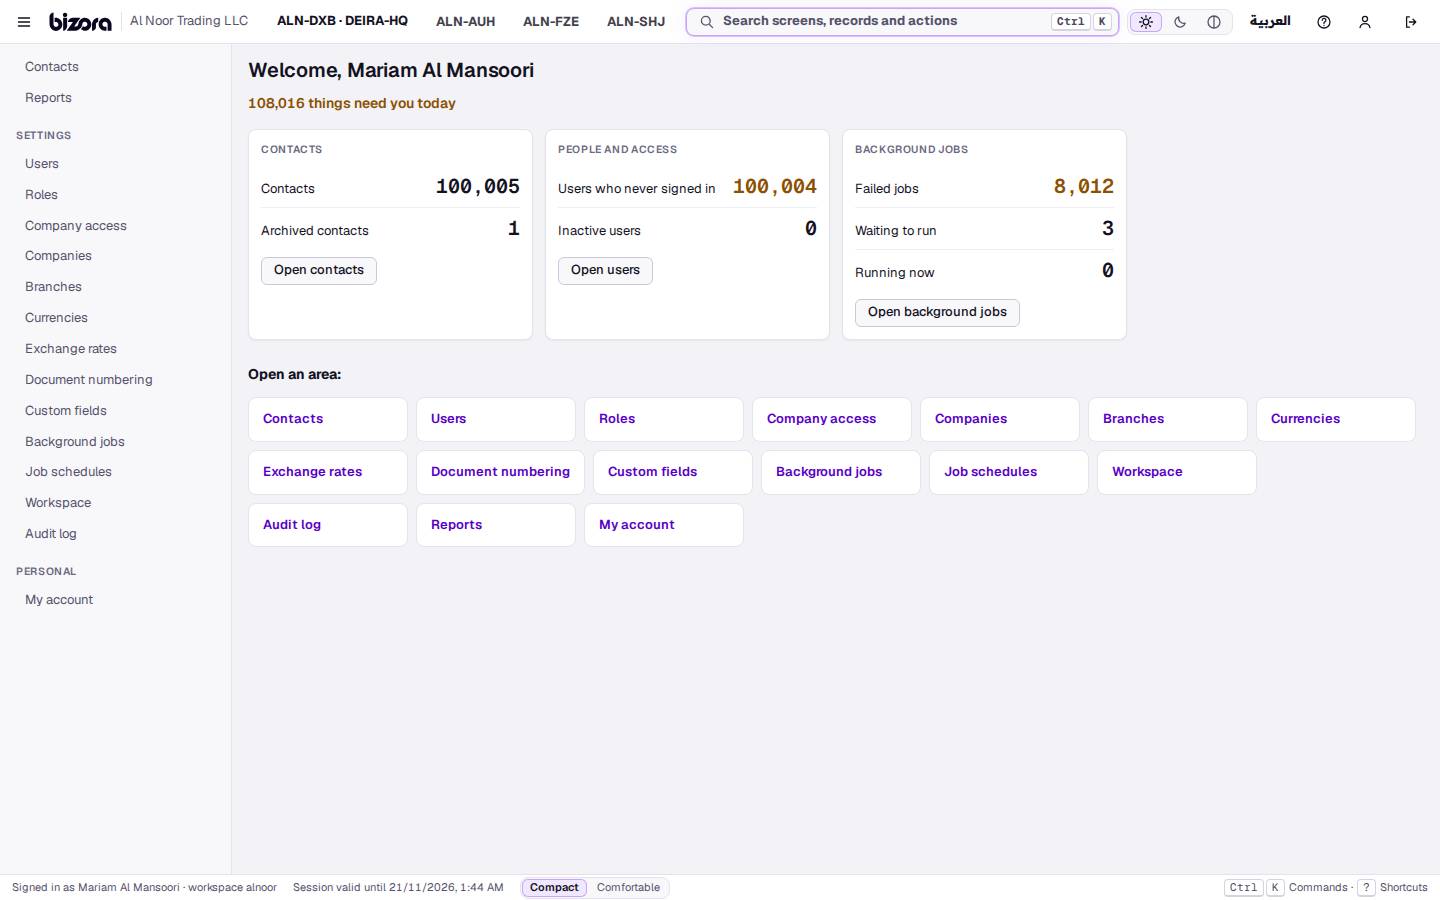 bizora Al Noor Trading LLC ALN-DXB · DEIRA-HQ ALN-AUH ALN-FZE ALN-SHJ Search screens, records and actions Ctrl K العربية
Contacts
Reports
SETTINGS
Users
Roles
Company access
Companies
Branches
Currencies
Exchange rates
Document numbering
Custom fields
Background jobs
Job schedules
Workspace
Audit log
PERSONAL
My account
Welcome, Mariam Al Mansoori
108,016 things need you today
CONTACTS
Contacts 100,005
Archived contacts 1
Open contacts
PEOPLE AND ACCESS
Users who never signed in 100,004
Inactive users 0
Open users
BACKGROUND JOBS
Failed jobs 8,012
Waiting to run 3
Running now 0
Open background jobs
Open an area:
Contacts Users Roles Company access Companies Branches Currencies
Exchange rates Document numbering Custom fields Background jobs Job schedules Workspace
Audit log Reports My account
Signed in as Mariam Al Mansoori · workspace alnoor Session valid until 21/11/2026, 1:44 AM Compact Comfortable Ctrl K Commands · ? Shortcuts